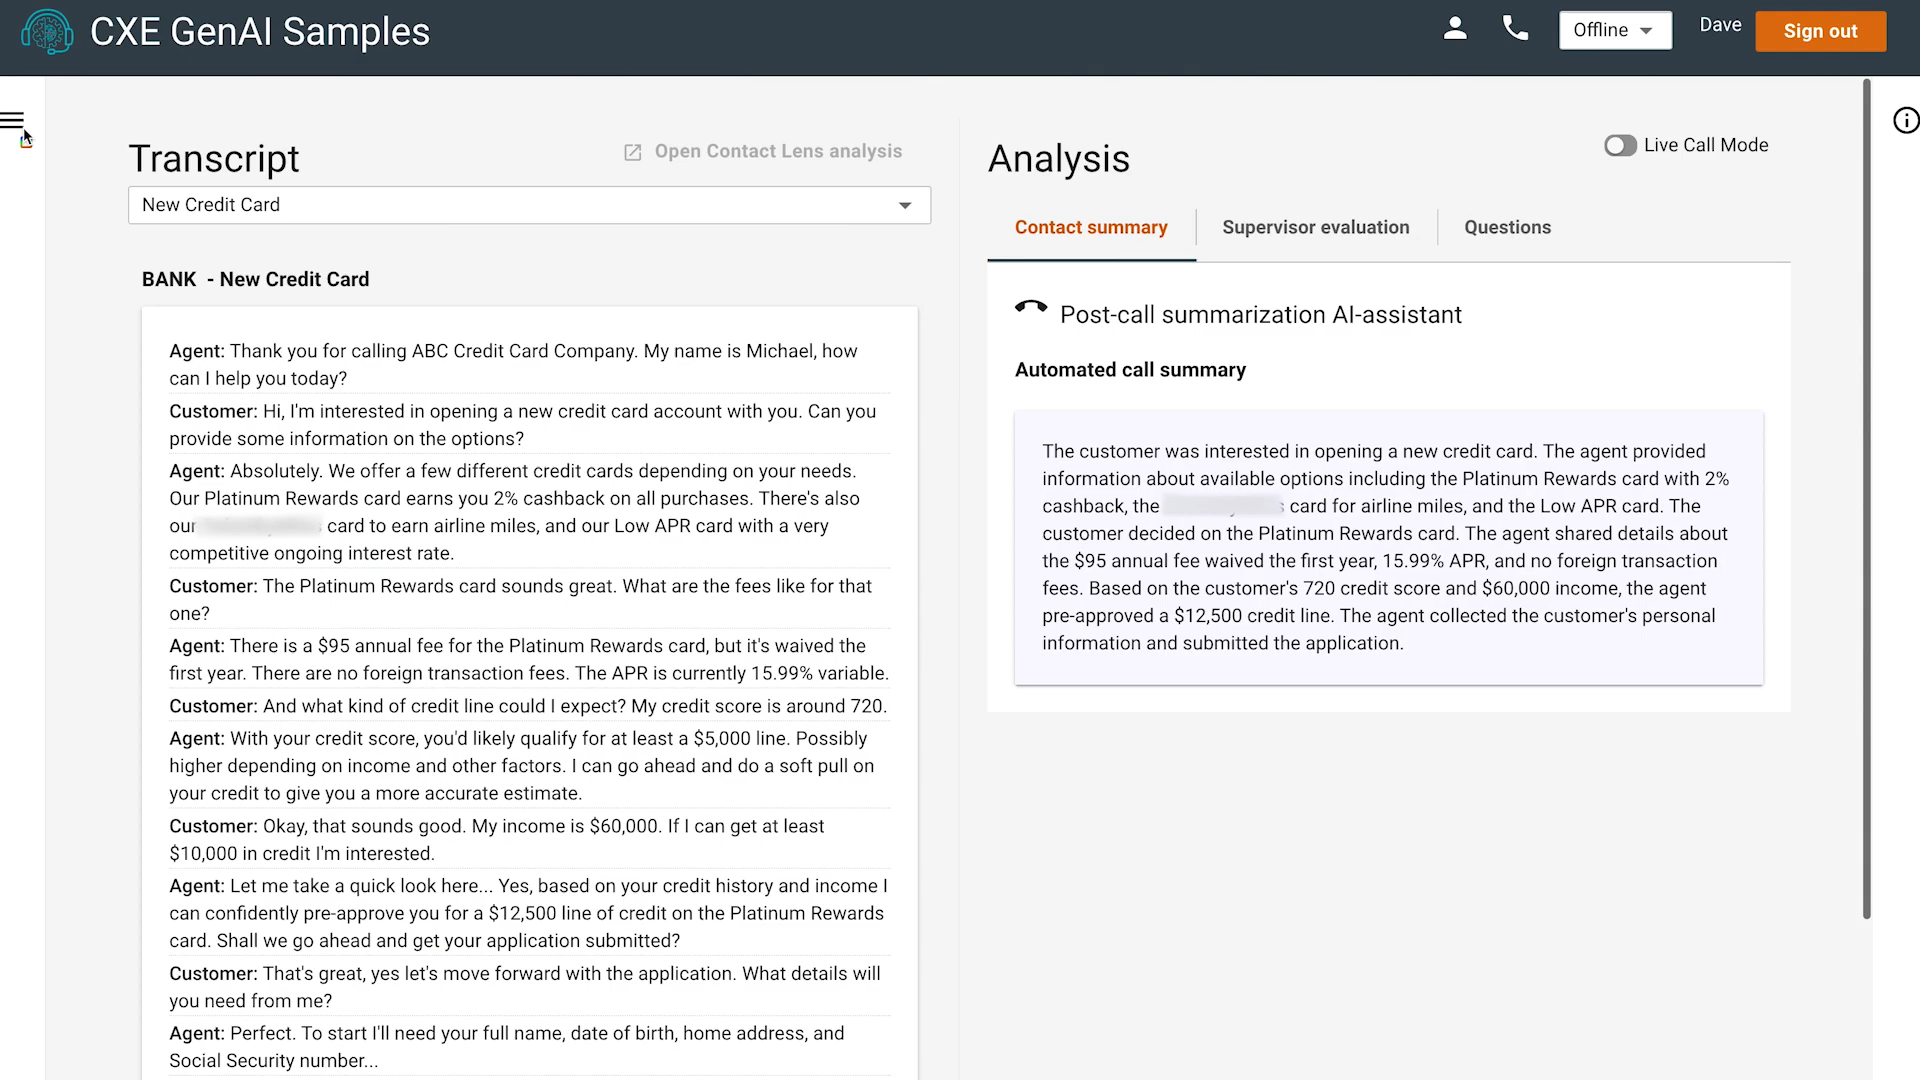 CXE GenAI Samples
Offline
Dave
Sign out
Transcript
Open Contact Lens analysis
New Credit Card
BANK - New Credit Card
Agent: Thank you for calling ABC Credit Card Company. My name is Michael, how
can I help you today?
Customer: Hi, I'm interested in opening a new credit card account with you. Can you
provide some information on the options?
Agent: Absolutely. We offer a few different credit cards depending on your needs.
Our Platinum Rewards card earns you 2% cashback on all purchases. There's also
our card to earn airline miles, and our Low APR card with a very
competitive ongoing interest rate.
Customer: The Platinum Rewards card sounds great. What are the fees like for that
one?
Agent: There is a $95 annual fee for the Platinum Rewards card, but it's waived the
first year. There are no foreign transaction fees. The APR is currently 15.99% variable.
Customer: And what kind of credit line could I expect? My credit score is around 720.
Agent: With your credit score, you'd likely qualify for at least a $5,000 line. Possibly
higher depending on income and other factors. I can go ahead and do a soft pull on
your credit to give you a more accurate estimate.
Customer: Okay, that sounds good. My income is $60,000. If I can get at least
$10,000 in credit I'm interested.
Agent: Let me take a quick look here... Yes, based on your credit history and income I
can confidently pre-approve you for a $12,500 line of credit on the Platinum Rewards
card. Shall we go ahead and get your application submitted?
Customer: That's great, yes let's move forward with the application. What details will
you need from me?
Agent: Perfect. To start I'll need your full name, date of birth, home address, and
Social Security number...
Analysis
Live Call Mode
Contact summary
Supervisor evaluation
Questions
Post-call summarization AI-assistant
Automated call summary
The customer was interested in opening a new credit card. The agent provided
information about available options including the Platinum Rewards card with 2%
cashback, the card for airline miles, and the Low APR card. The
customer decided on the Platinum Rewards card. The agent shared details about
the $95 annual fee waived the first year, 15.99% APR, and no foreign transaction
fees. Based on the customer's 720 credit score and $60,000 income, the agent
pre-approved a $12,500 credit line. The agent collected the customer's personal
information and submitted the application.